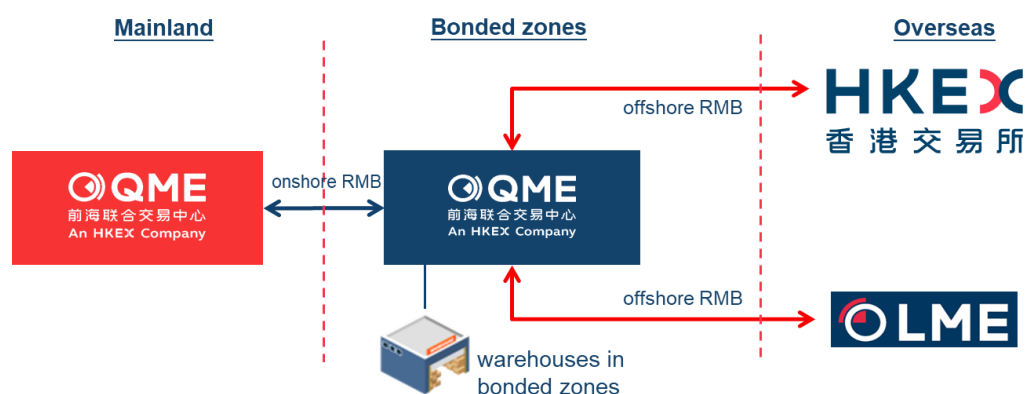 Mainland
Bonded zones
Overseas
offshore RMB
HKEX
香港交易所
onshore RMB
QME
前海联合交易中心
An HKEX Company
QME
前海联合交易中心
An HKEX Company
offshore RMB
LME
warehouses in
bonded zones